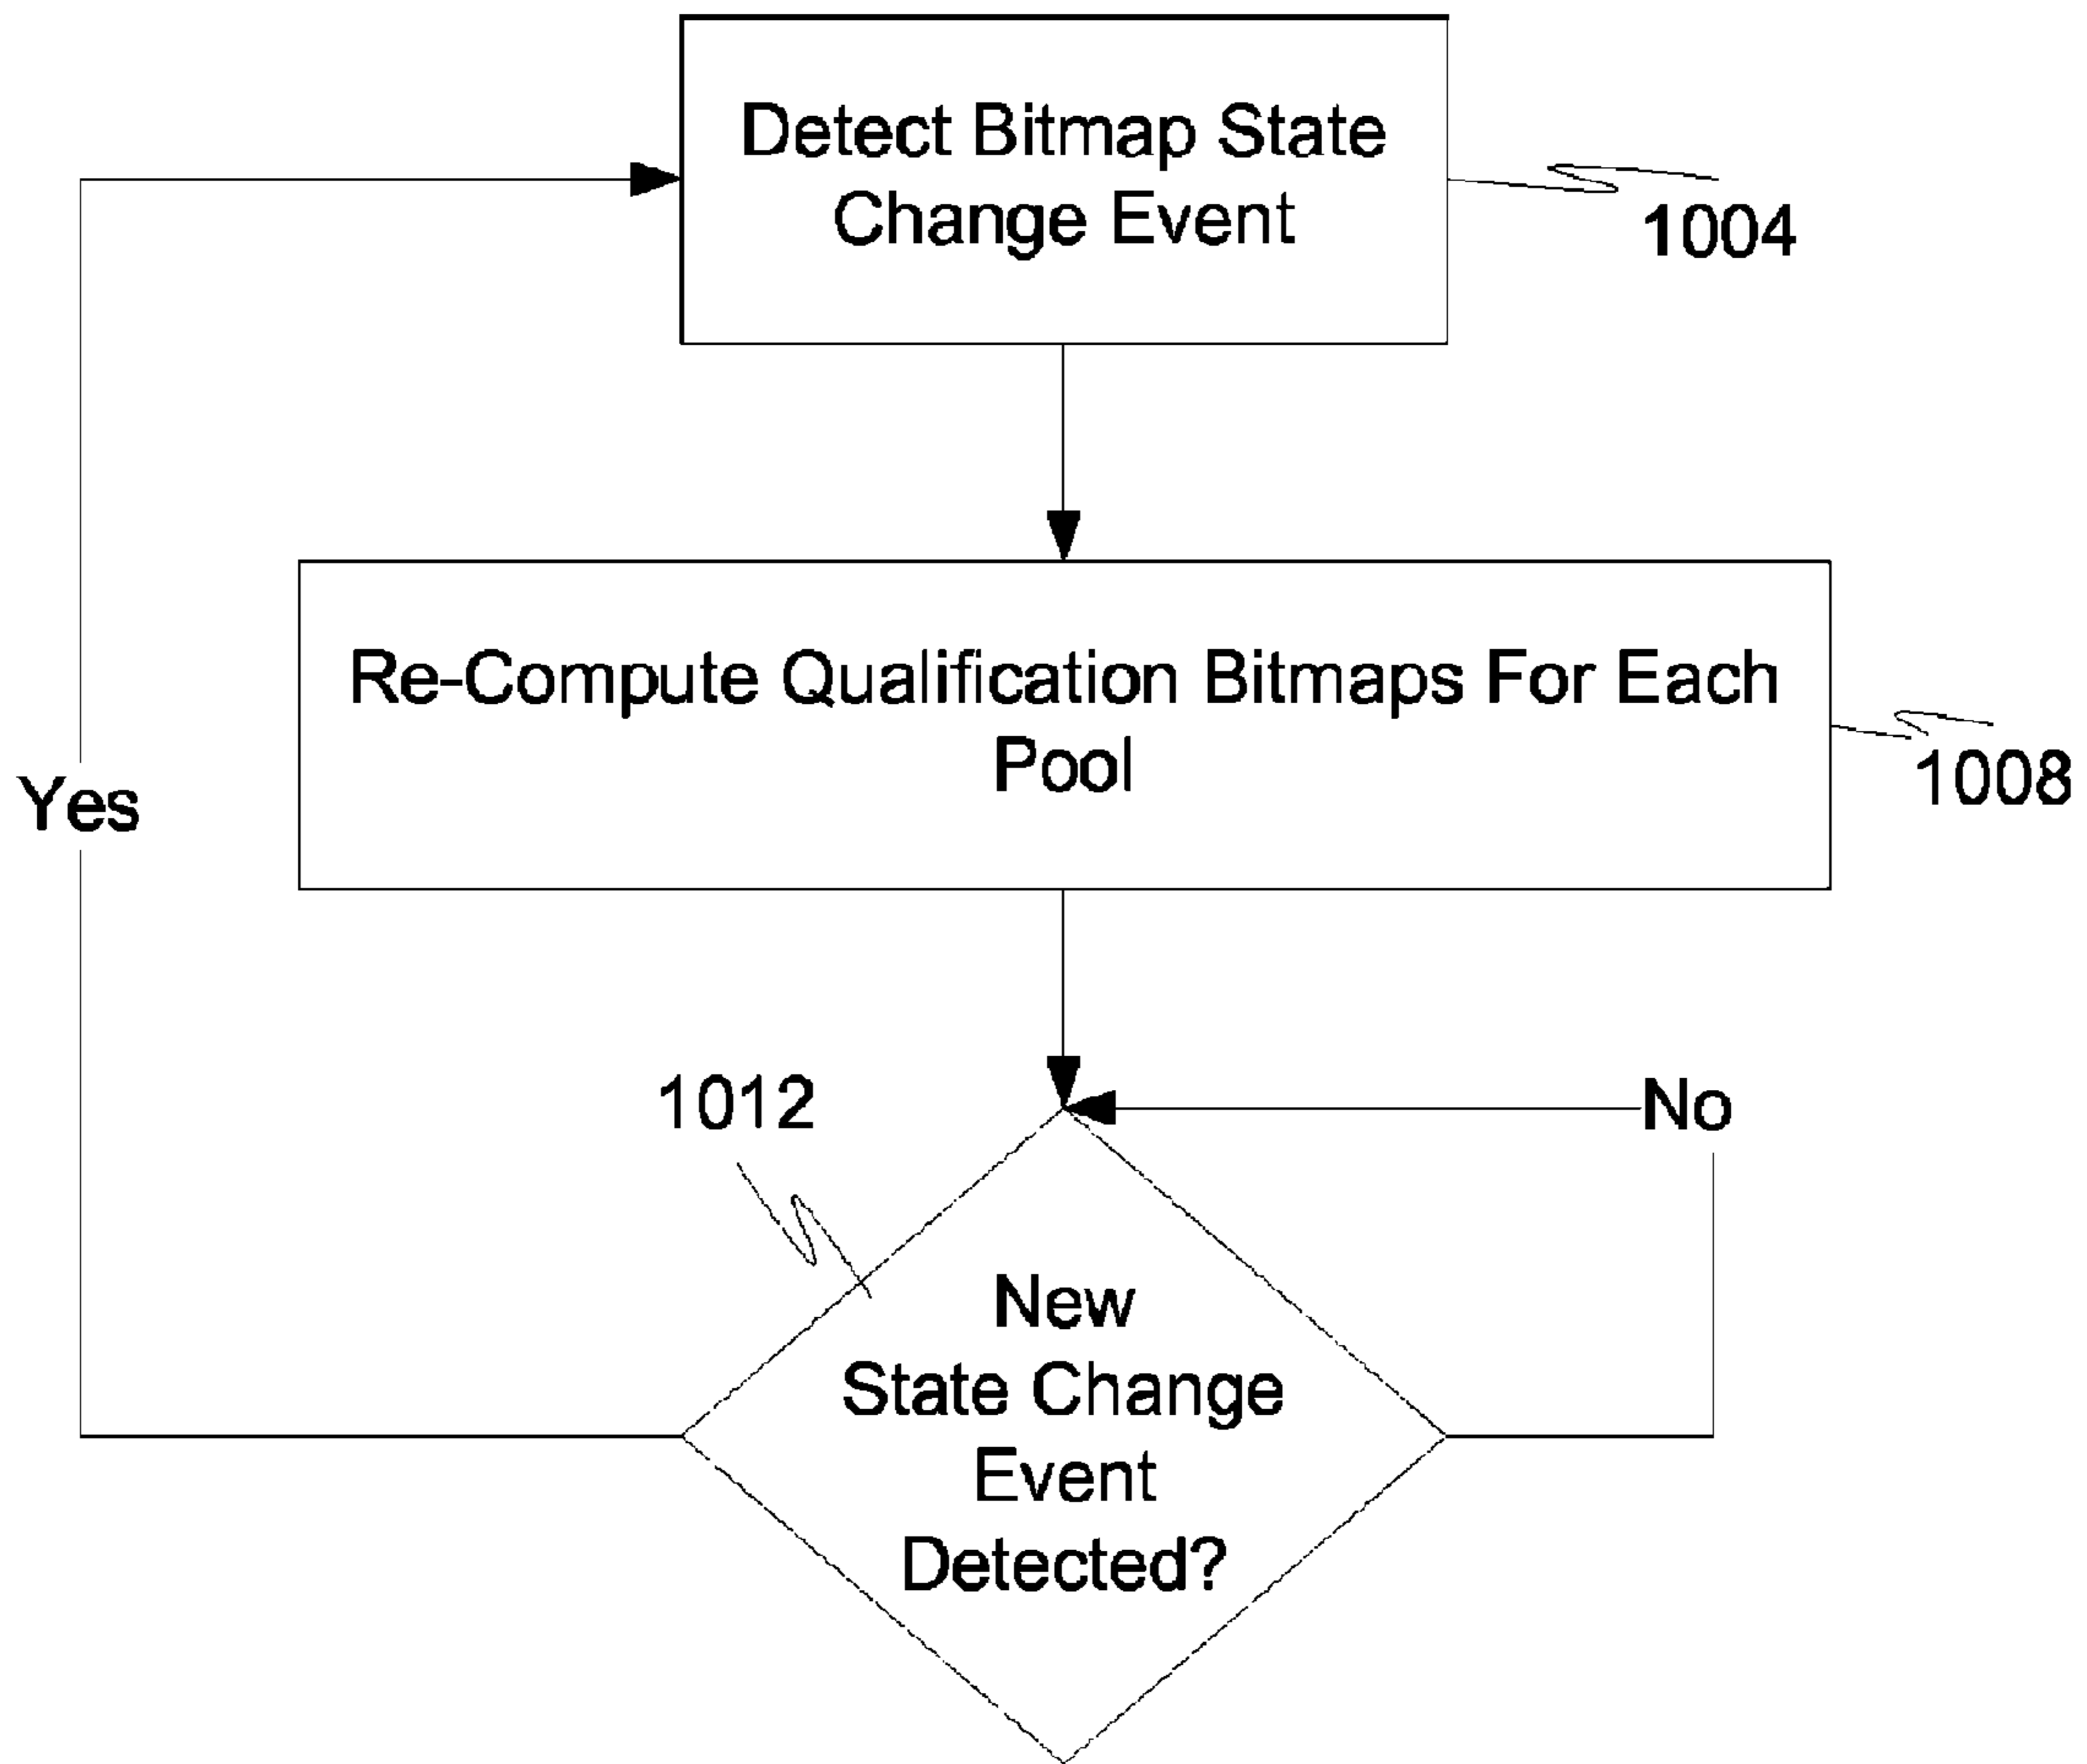 Detect Bitmap State
Change Event
1004
Re-Compute Qualification Bitmaps For Each
Pool
1008
Yes
1012
No
New
State Change
Event
Detected?